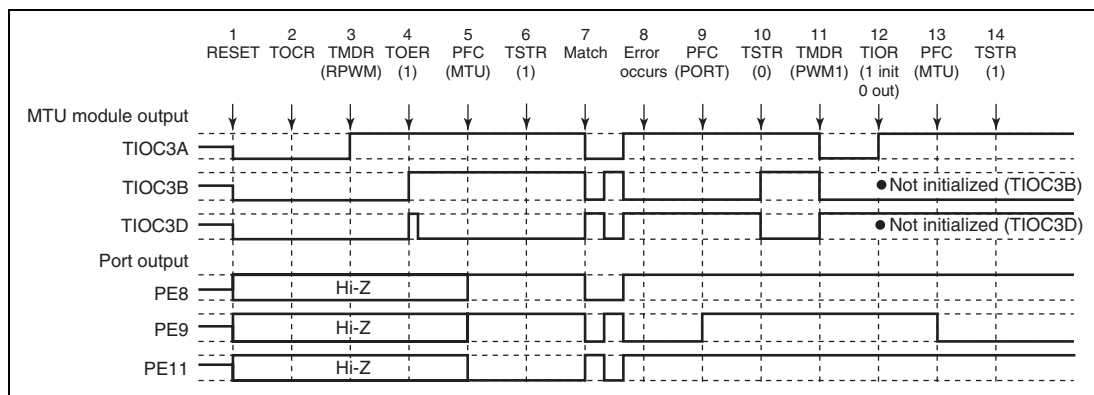 1 2 3 4 5 6 7 8 9 10 11 12 13 14
RESET TOCR TMDR TOER PFC TSTR Match Error PFC TSTR TMDR TIOR PFC TSTR
(RPWM) (1) (MTU) (1) occurs (PORT) (0) (PWM1) (1 init (MTU) (1)
0 out)
MTU module output
TIOC3A
TIOC3B
• Not initialized (TIOC3B)
TIOC3D
• Not initialized (TIOC3D)
Port output
PE8 Hi-Z
PE9 Hi-Z
PE11 Hi-Z